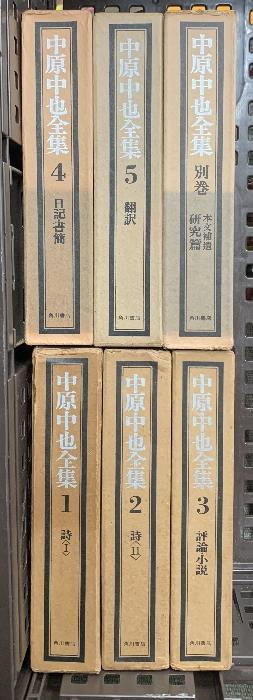 中原中也全集
4
日記書簡
角川書店
中原中也全集
5
翻訳
角川書店
中原中也全集
別巻
本文補遺
研究篇
角川書店
中原中也全集
1
詩〈I〉
角川書店
中原中也全集
2
詩〈II〉
角川書店
中原中也全集
3
評論・小説
角川書店